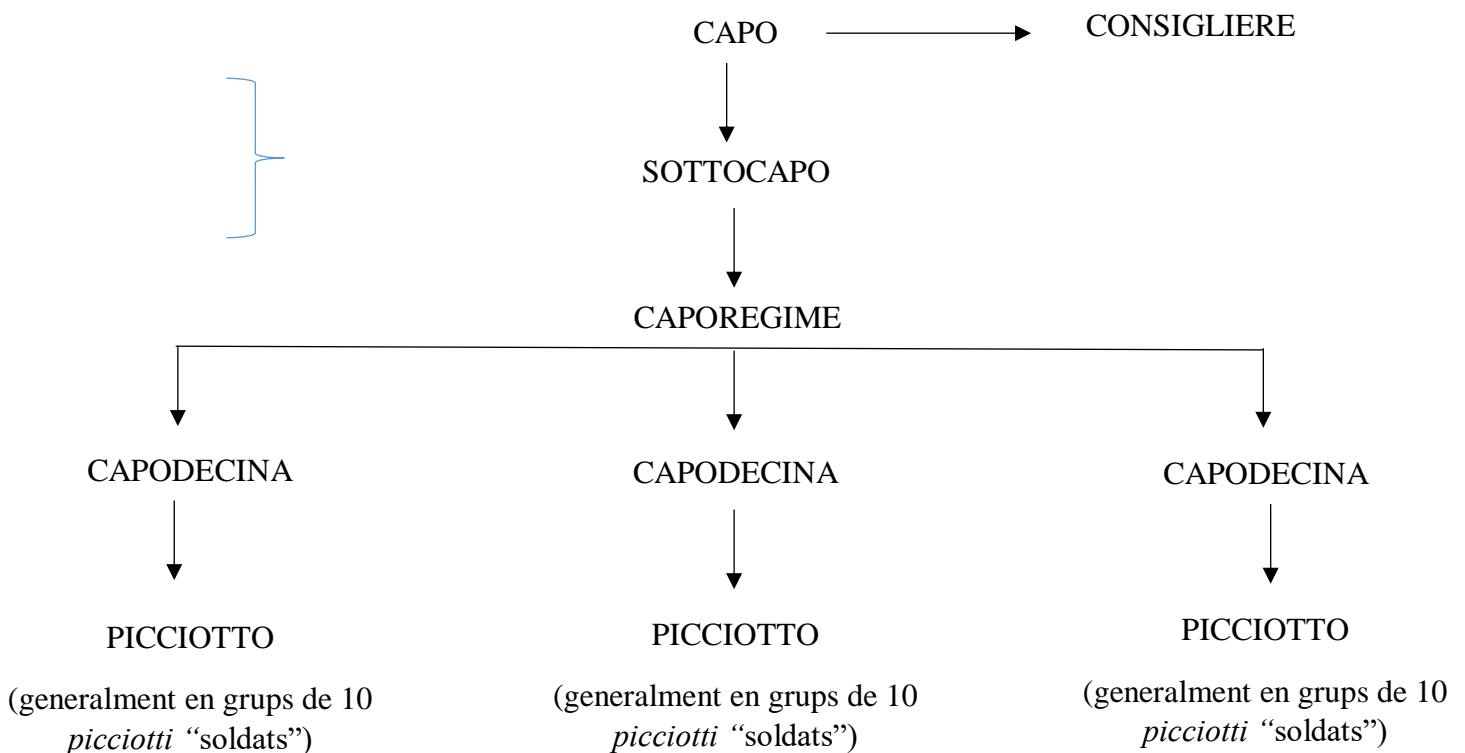 CAPO
CONSIGLIERE
SOTTOCAPO
CAPOREGIME
CAPODECINA
CAPODECINA
CAPODECINA
PICCIOTTO
(generalment en grups de 10
picciotti “soldats”)
PICCIOTTO
(generalment en grups de 10
picciotti “soldats”)
PICCIOTTO
(generalment en grups de 10
picciotti “soldats”)